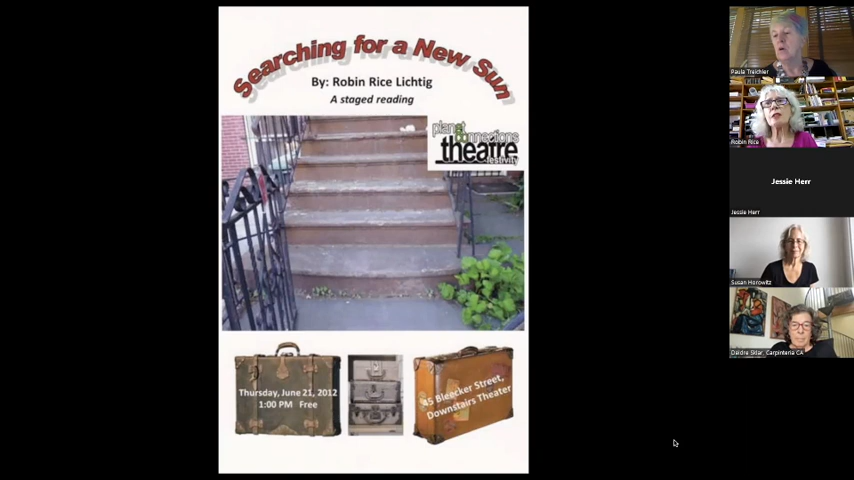 Searching for a New Sun
By: Robin Rice Lichtig
A staged reading
planet
connections
theatre
festivity
Thursday, June 21, 2012
1:00 PM Free
45 Bleecker Street,
Downstairs Theater
Paula Treichler
Robin Rice
Jessie Herr
Jessie Herr
Susan Horowitz
Deidre Sklar, Carpinteria CA